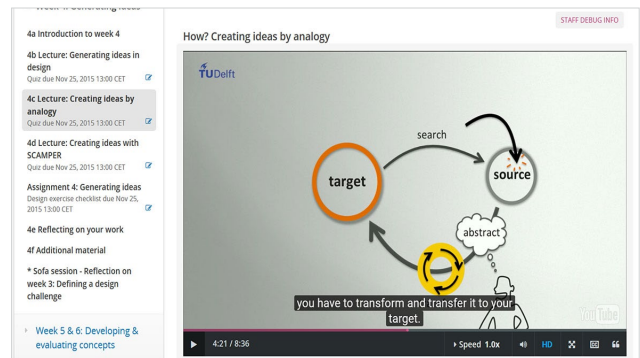 Week 4: Generating ideas
4a Introduction to week 4
4b Lecture: Generating ideas in
design
Quiz due Nov 25, 2015 13:00 CET
4c Lecture: Creating ideas by
analogy
Quiz due Nov 25, 2015 13:00 CET
4d Lecture: Creating ideas with
SCAMPER
Quiz due Nov 25, 2015 13:00 CET
Assignment 4: Generating ideas
Design exercise checklist due Nov 25,
2015 13:00 CET
4e Reflecting on your work
4f Additional material
* Sofa session - Reflection on
week 3: Defining a design
challenge
Week 5 & 6: Developing &
evaluating concepts
STAFF DEBUG INFO
How? Creating ideas by analogy
TUDelft
search
target
source
abstract
you have to transform and transfer it to your
target.
YouTube
4:21 / 8:36
Speed 1.0x
HD